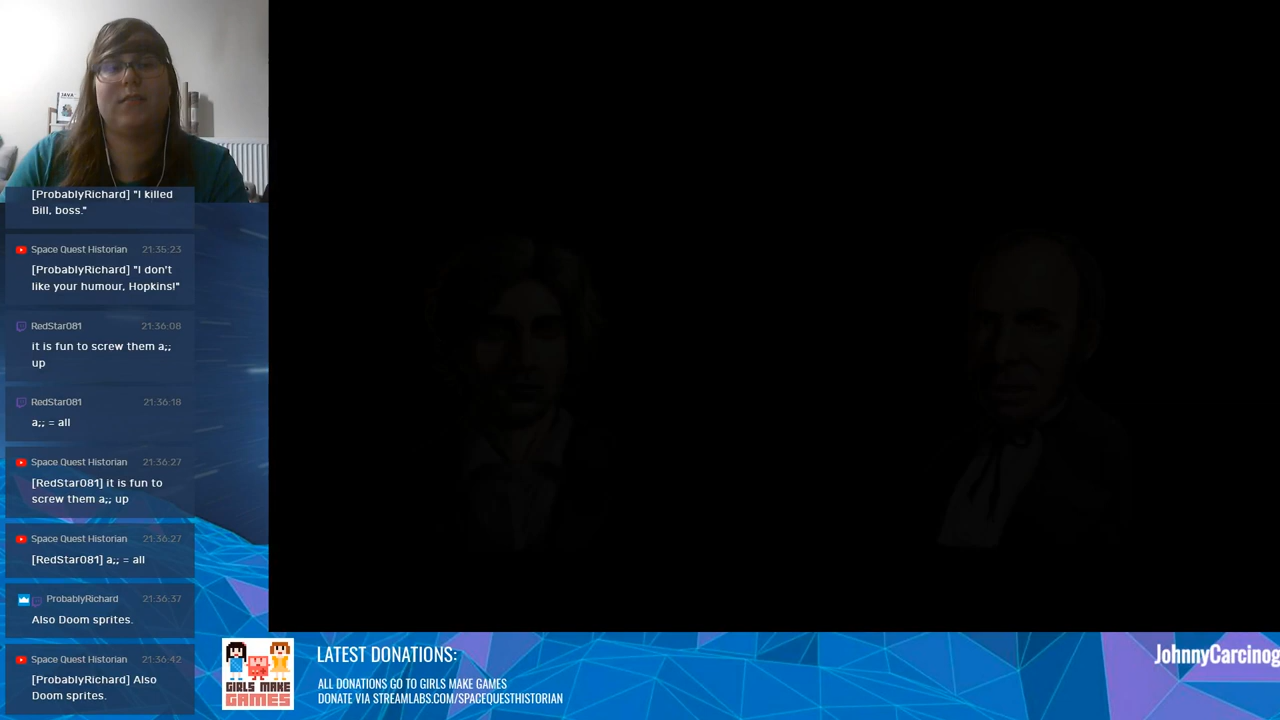 JAVA
[ProbablyRichard] "I killed
Bill, boss."
Space Quest Historian 21:35:23
[ProbablyRichard] "I don't
like your humour, Hopkins!"
RedStar081 21:36:08
it is fun to screw them a;;
up
RedStar081 21:36:18
a;; = all
Space Quest Historian 21:36:27
[RedStar081] it is fun to
screw them a;; up
Space Quest Historian 21:36:27
[RedStar081] a;; = all
ProbablyRichard 21:36:37
Also Doom sprites.
Space Quest Historian 21:36:42
[ProbablyRichard] Also
Doom sprites.
GIRLS MAKE
GAMES
LATEST DONATIONS:
ALL DONATIONS GO TO GIRLS MAKE GAMES
DONATE VIA STREAMLABS.COM/SPACEQUESTHISTORIAN
JohnnyCarcinog